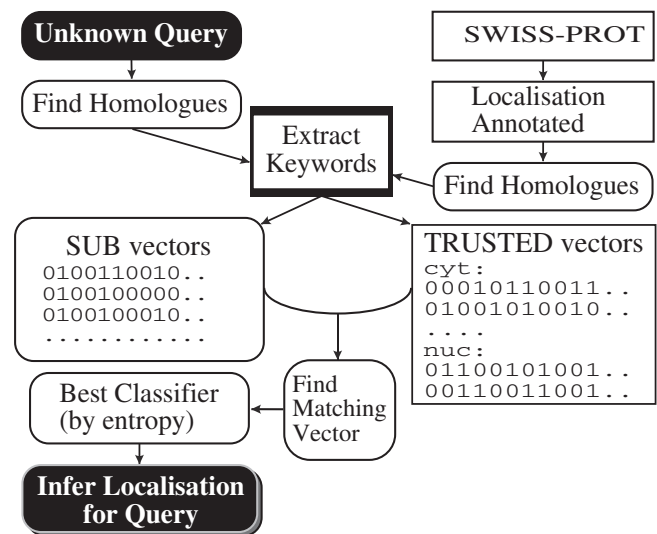 Unknown Query
SWISS-PROT
Find Homologues
Localisation
Annotated
Extract
Keywords
Find Homologues
SUB vectors
0100110010..
0100100000..
0100100010..
............
TRUSTED vectors
cyt:
00010110011..
01001010010..
....
nuc:
01100101001..
00110011001..
Find
Matching
Vector
Best Classifier
(by entropy)
Infer Localisation
for Query